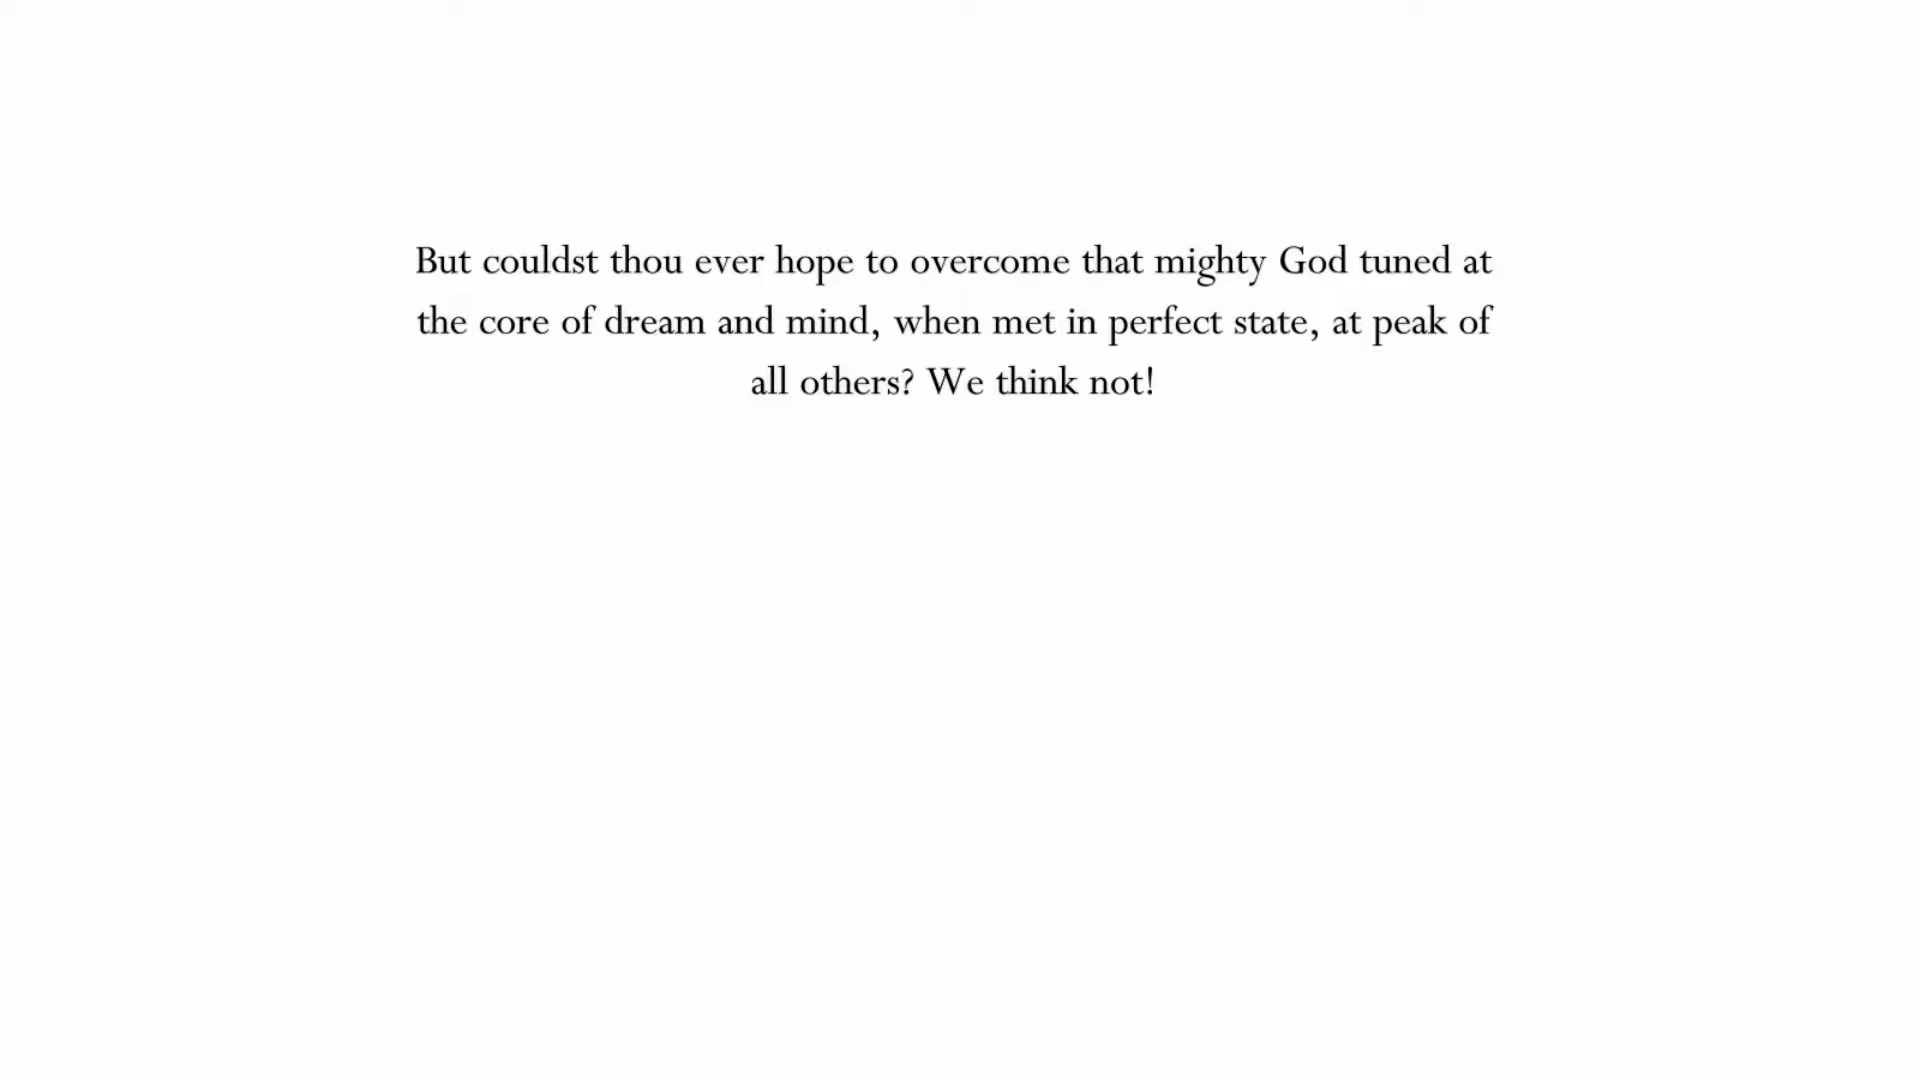 But couldst thou ever hope to overcome that mighty God tuned at
the core of dream and mind, when met in perfect state, at peak of
all others? We think not!